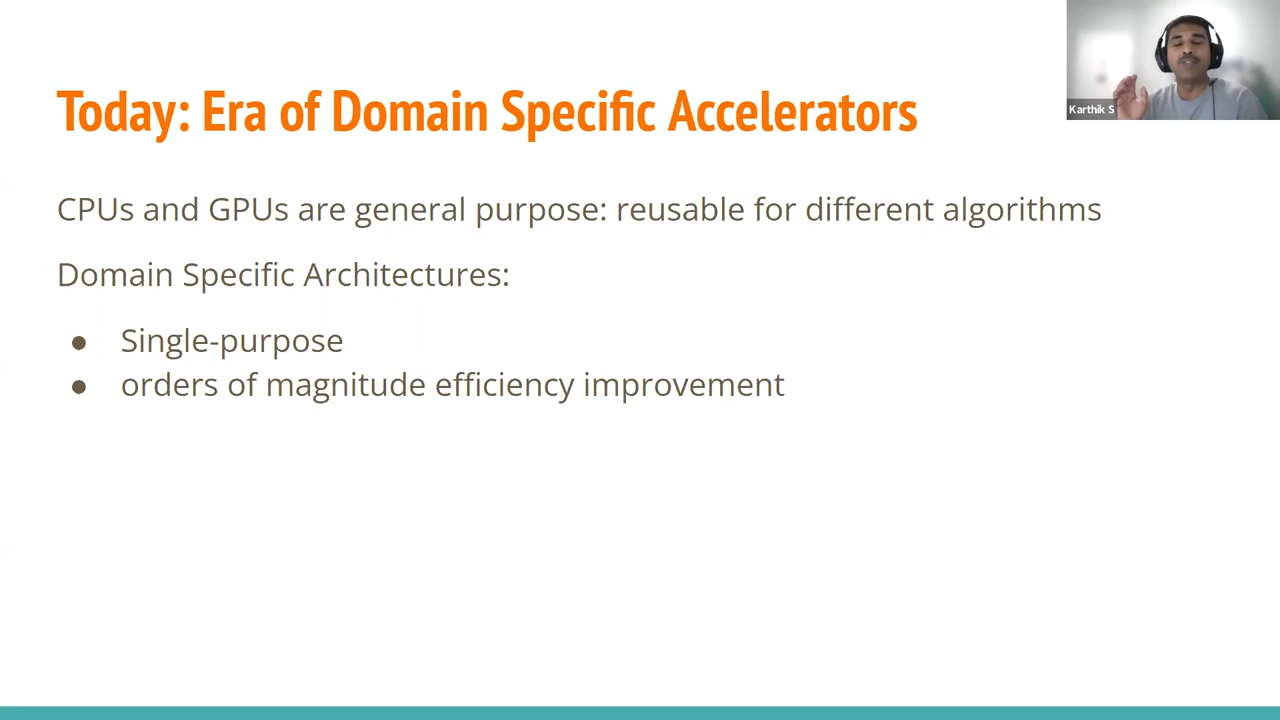 Today: Era of Domain Specific Accelerators
CPUs and GPUs are general purpose: reusable for different algorithms
Domain Specific Architectures:
● Single-purpose
● orders of magnitude efficiency improvement
Karthik S